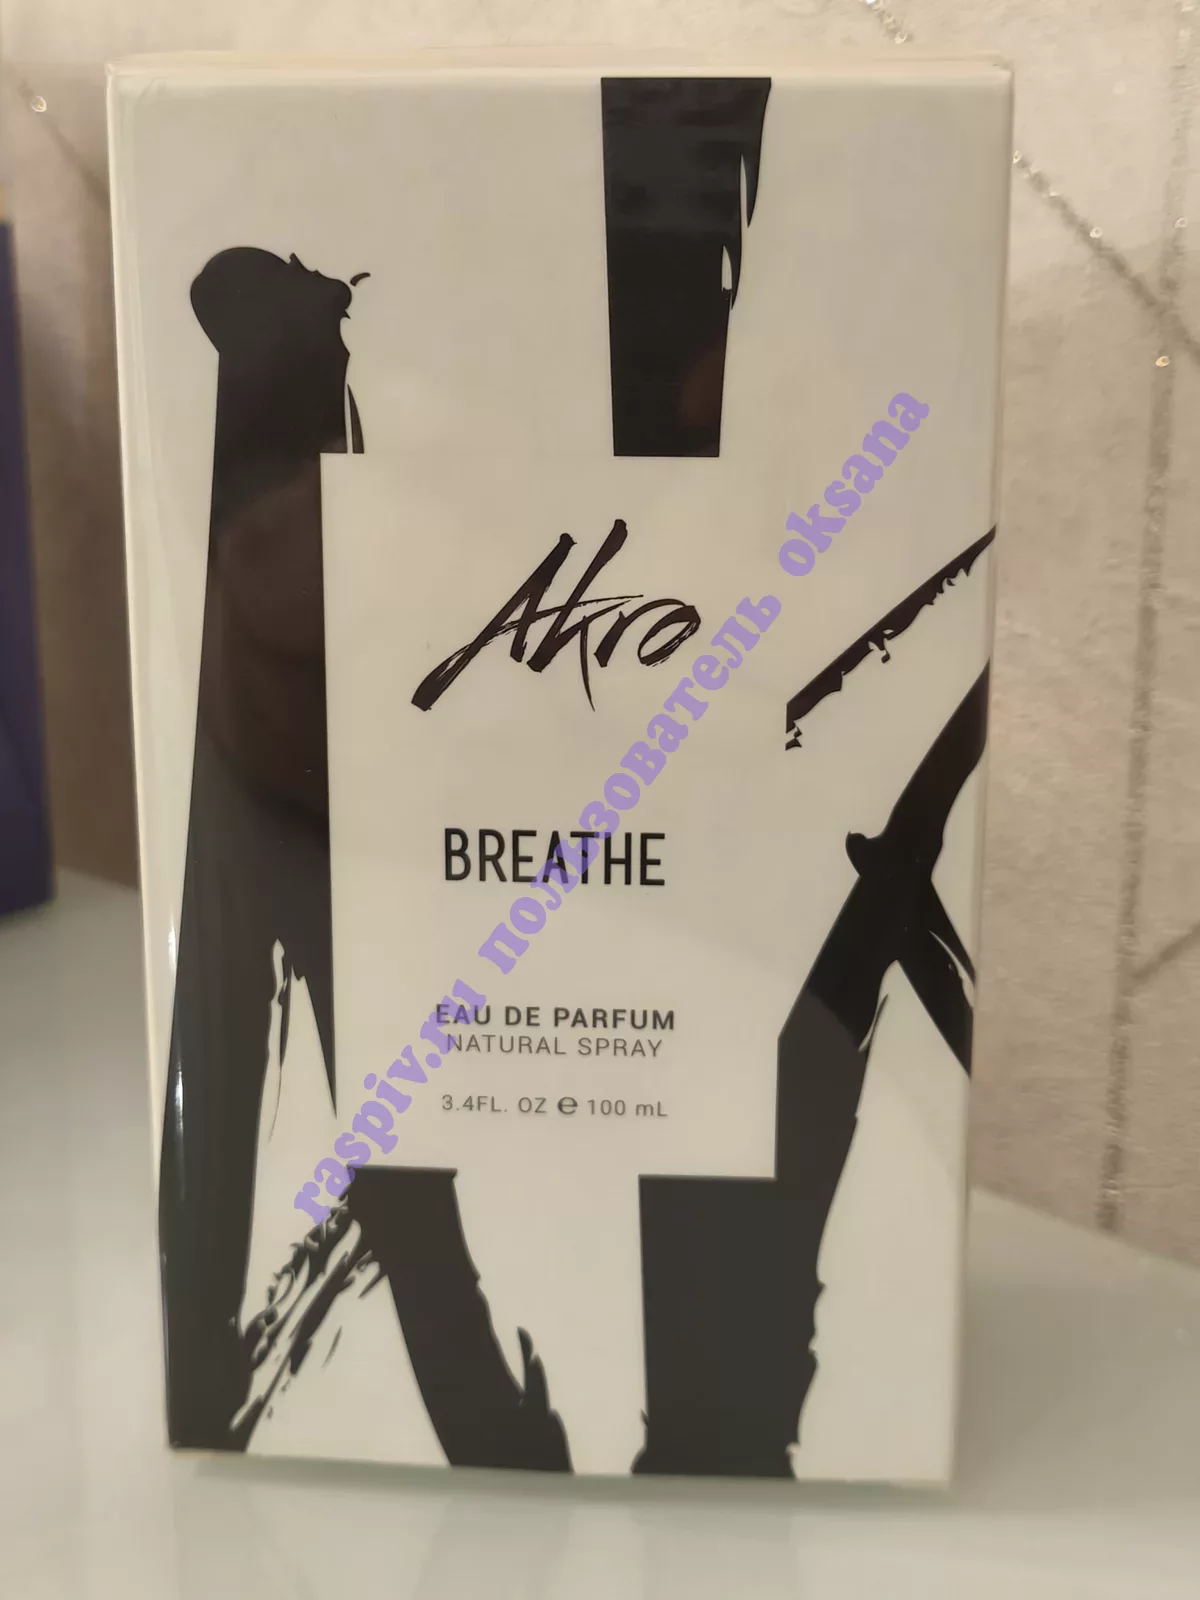 Akro
BREATHE
EAU DE PARFUM
NATURAL SPRAY
3.4FL. OZ ℮ 100 mL
raspiv.ru пользователь oksana